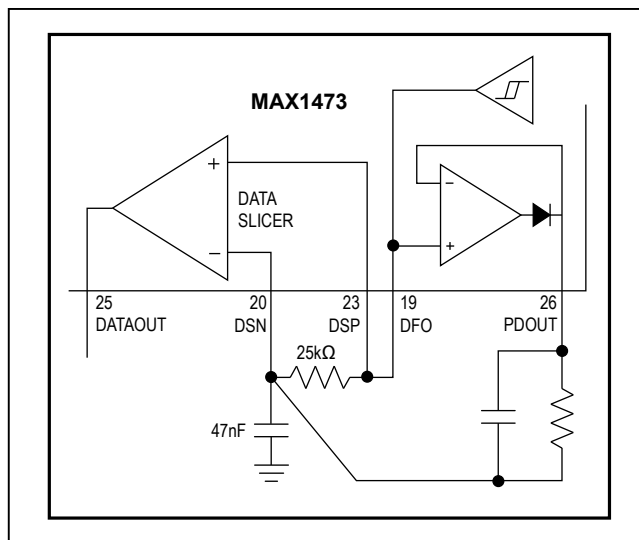 MAX1473
+
DATA
SLICER
−
−
+
25 20 23 19 26
DATAOUT DSN DSP DFO PDOUT
25kΩ
47nF